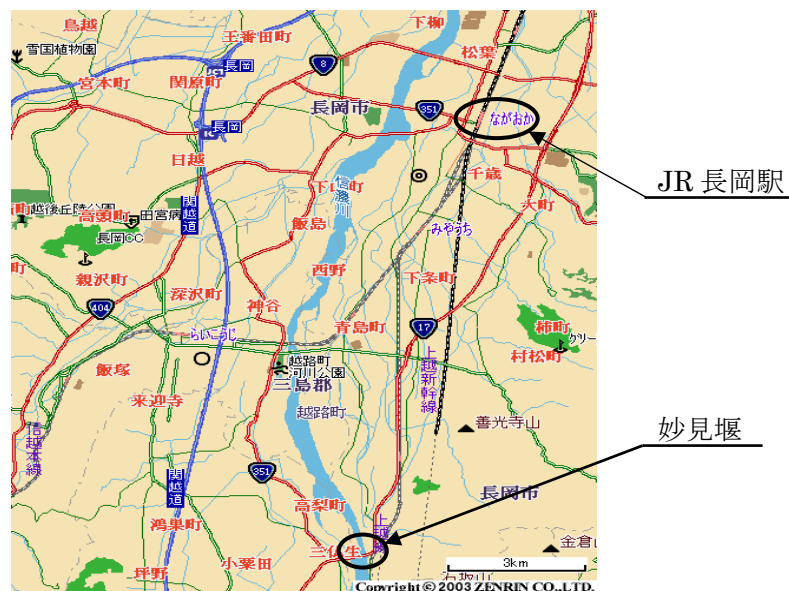 鳥越
王番田町
下柳
雪国植物園
長岡
8
松葉
宮本町
関原町
長岡市
351
ながおか
長岡
IC
日越
千歳
JR 長岡駅
信濃川
大町
越後丘陵公園
高頭町
田宮病
関越道
飯島
みやうち
長岡CC
西野
下条町
親沢町
深沢町
神谷
404
青島町
17
柿町
らいこうじ
クリー
村松町
飯塚
越路町
河川公園
三島郡
上越新幹線
来迎寺
越路町
善光寺山
妙見堰
信越本線
351
関越道
高梨町
長岡市
鴻巣町
上越線
三仏生
金倉山
小粟田
坪野
3km
Copyright © 2003 ZENRIN CO.,LTD.